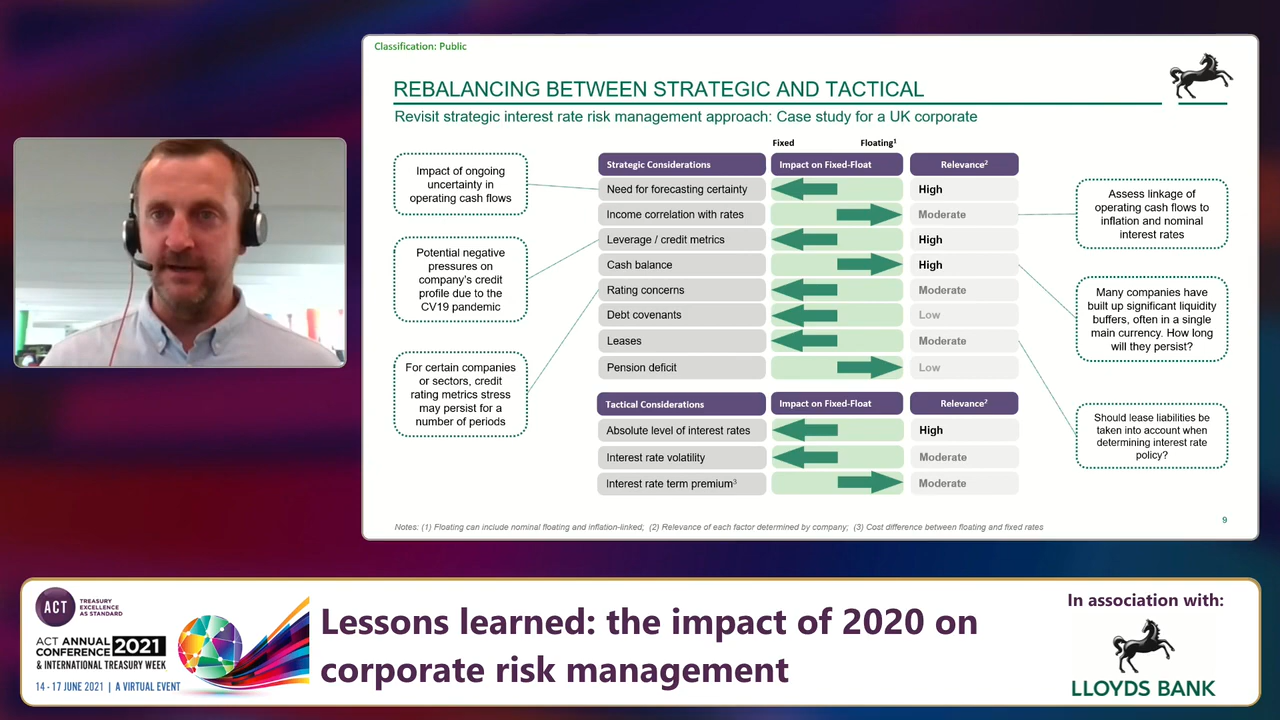 Classification: Public
REBALANCING BETWEEN STRATEGIC AND TACTICAL
Revisit strategic interest rate risk management approach: Case study for a UK corporate
Impact of ongoing
uncertainty in
operating cash flows
Potential negative
pressures on
company's credit
profile due to the
CV19 pandemic
For certain companies
or sectors, credit
rating metrics stress
may persist for a
number of periods
Fixed Floating¹
Strategic Considerations Impact on Fixed-Float Relevance²
Need for forecasting certainty High
Income correlation with rates Moderate
Leverage / credit metrics High
Cash balance High
Rating concerns Moderate
Debt covenants Low
Leases Moderate
Pension deficit Low
Tactical Considerations Impact on Fixed-Float Relevance²
Absolute level of interest rates High
Interest rate volatility Moderate
Interest rate term premium³ Moderate
Assess linkage of
operating cash flows to
inflation and nominal
interest rates
Many companies have
built up significant liquidity
buffers, often in a single
main currency. How long
will they persist?
Should lease liabilities be
taken into account when
determining interest rate
policy?
Notes: (1) Floating can include nominal floating and inflation-linked; (2) Relevance of each factor determined by company; (3) Cost difference between floating and fixed rates
9
ACT
TREASURY
EXCELLENCE
AS STANDARD
ACT ANNUAL
CONFERENCE 2021
& INTERNATIONAL TREASURY WEEK
14 - 17 JUNE 2021 | A VIRTUAL EVENT
Lessons learned: the impact of 2020 on
corporate risk management
In association with:
LLOYDS BANK